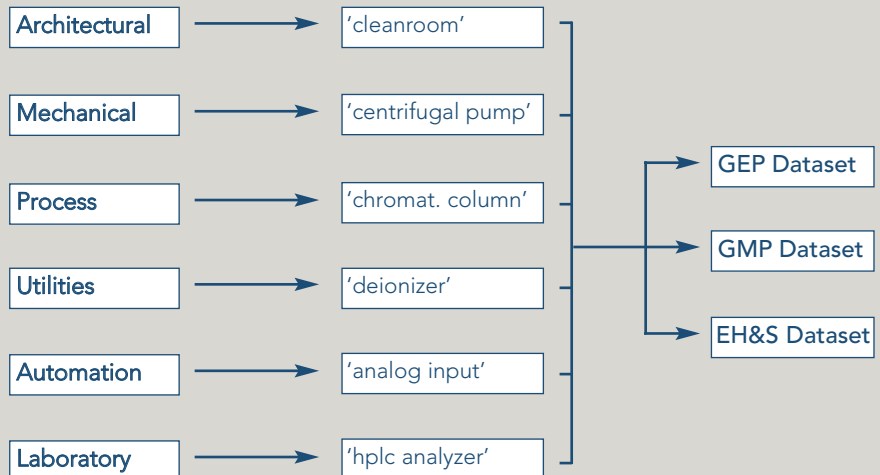 Architectural
‘cleanroom’
Mechanical
‘centrifugal pump’
Process
‘chromat. column’
Utilities
‘deionizer’
Automation
‘analog input’
Laboratory
‘hplc analyzer’
GEP Dataset
GMP Dataset
EH&S Dataset